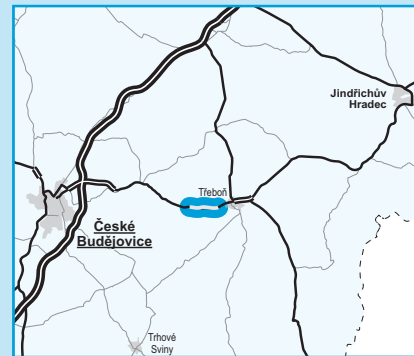 Jindřichův
Hradec
Třeboň
České
Budějovice
Trhové
Sviny